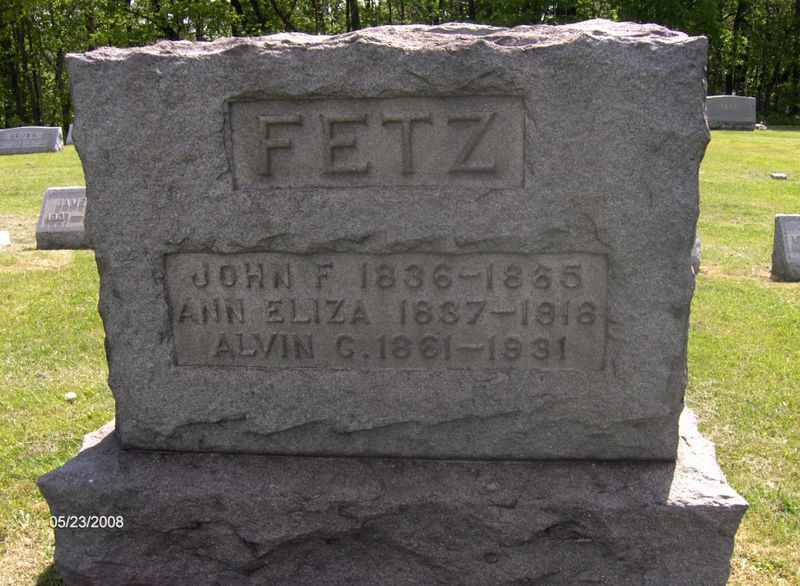 FETZ
JOHN F. 1836-1885
ANN ELIZA 1837-1918
ALVIN C. 1861-1931
05/23/2008